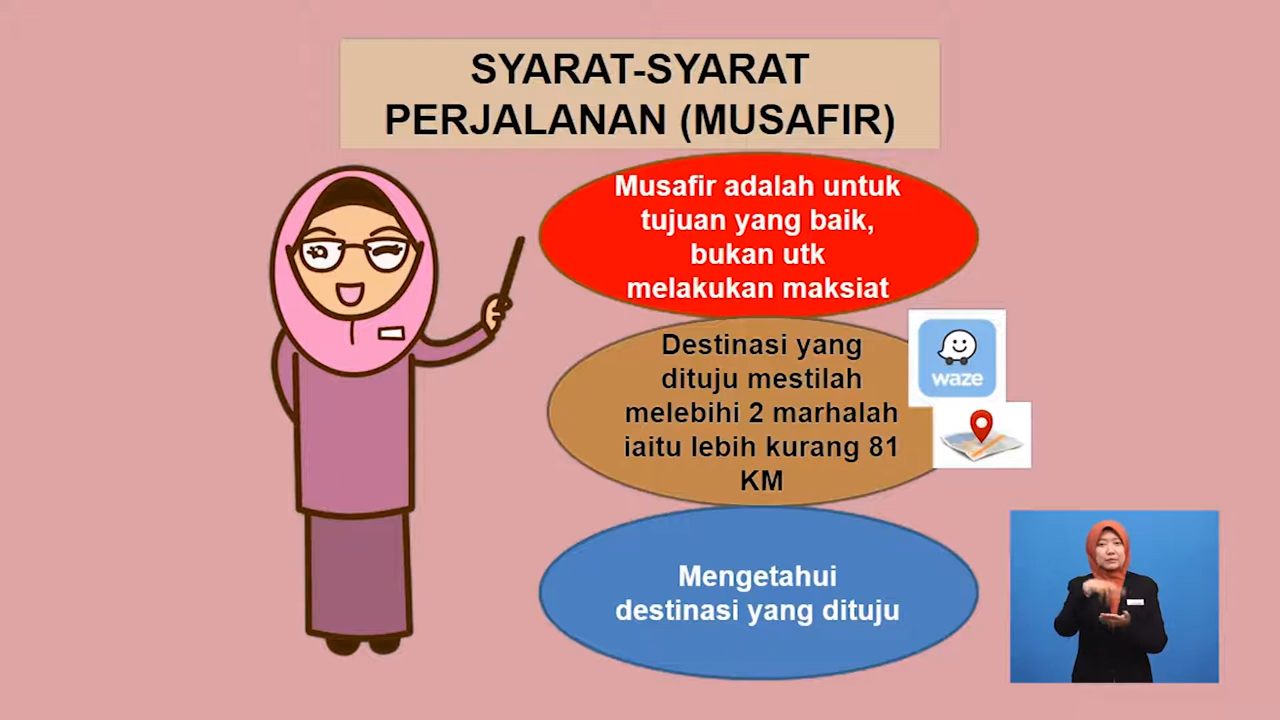 SYARAT-SYARAT
PERJALANAN (MUSAFIR)
Musafir adalah untuk
tujuan yang baik,
bukan utk
melakukan maksiat
Destinasi yang
dituju mestilah
melebihi 2 marhalah
iaitu lebih kurang 81
KM
waze
Mengetahui
destinasi yang dituju